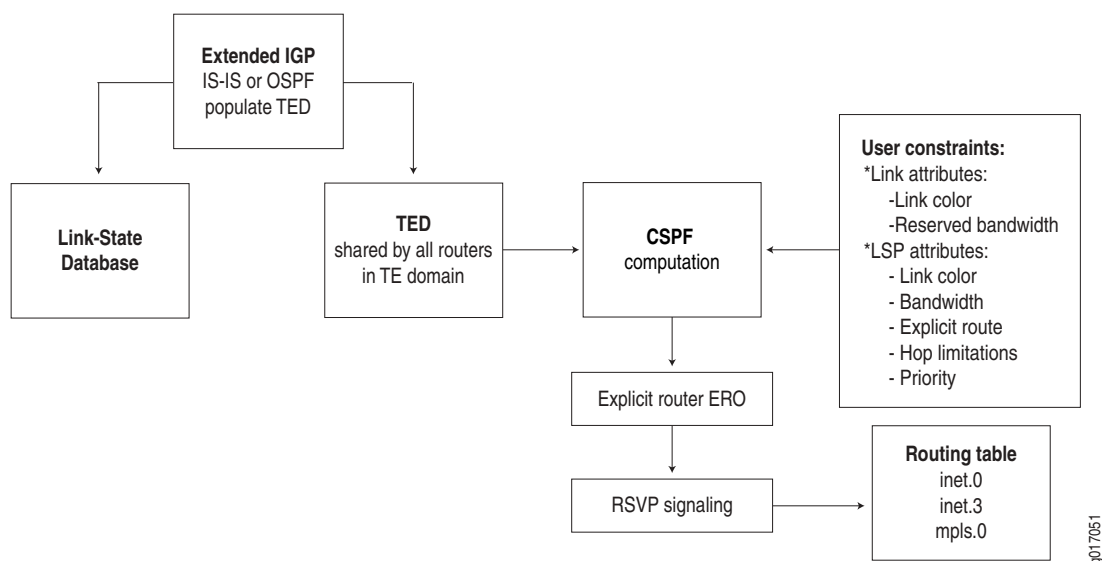 Extended IGP
IS-IS or OSPF
populate TED
Link-State
Database
TED
shared by all routers
in TE domain
CSPF
computation
User constraints:
*Link attributes:
-Link color
-Reserved bandwidth
*LSP attributes:
- Link color
- Bandwidth
- Explicit route
- Hop limitations
- Priority
Explicit router ERO
RSVP signaling
Routing table
inet.0
inet.3
mpls.0
g017051